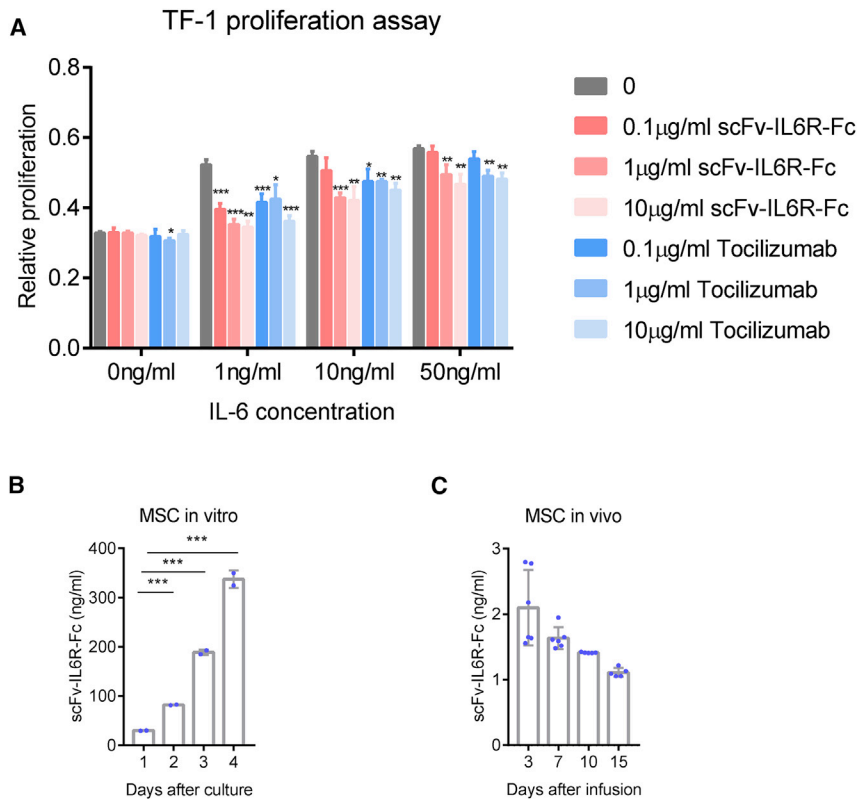 A
TF-1 proliferation assay
Relative proliferation
0.8
0.6
0.4
0.2
0.0
*
*** *** ** *** * ***
*** ** * ** **
** ** ** **
0ng/ml 1ng/ml 10ng/ml 50ng/ml
IL-6 concentration
0
0.1μg/ml scFv-IL6R-Fc
1μg/ml scFv-IL6R-Fc
10μg/ml scFv-IL6R-Fc
0.1μg/ml Tocilizumab
1μg/ml Tocilizumab
10μg/ml Tocilizumab
B
MSC in vitro
scFv-IL6R-Fc (ng/ml)
400
300
200
100
0
***
***
***
1 2 3 4
Days after culture
C
MSC in vivo
scFv-IL6R-Fc (ng/ml)
3
2
1
0
3 7 10 15
Days after infusion